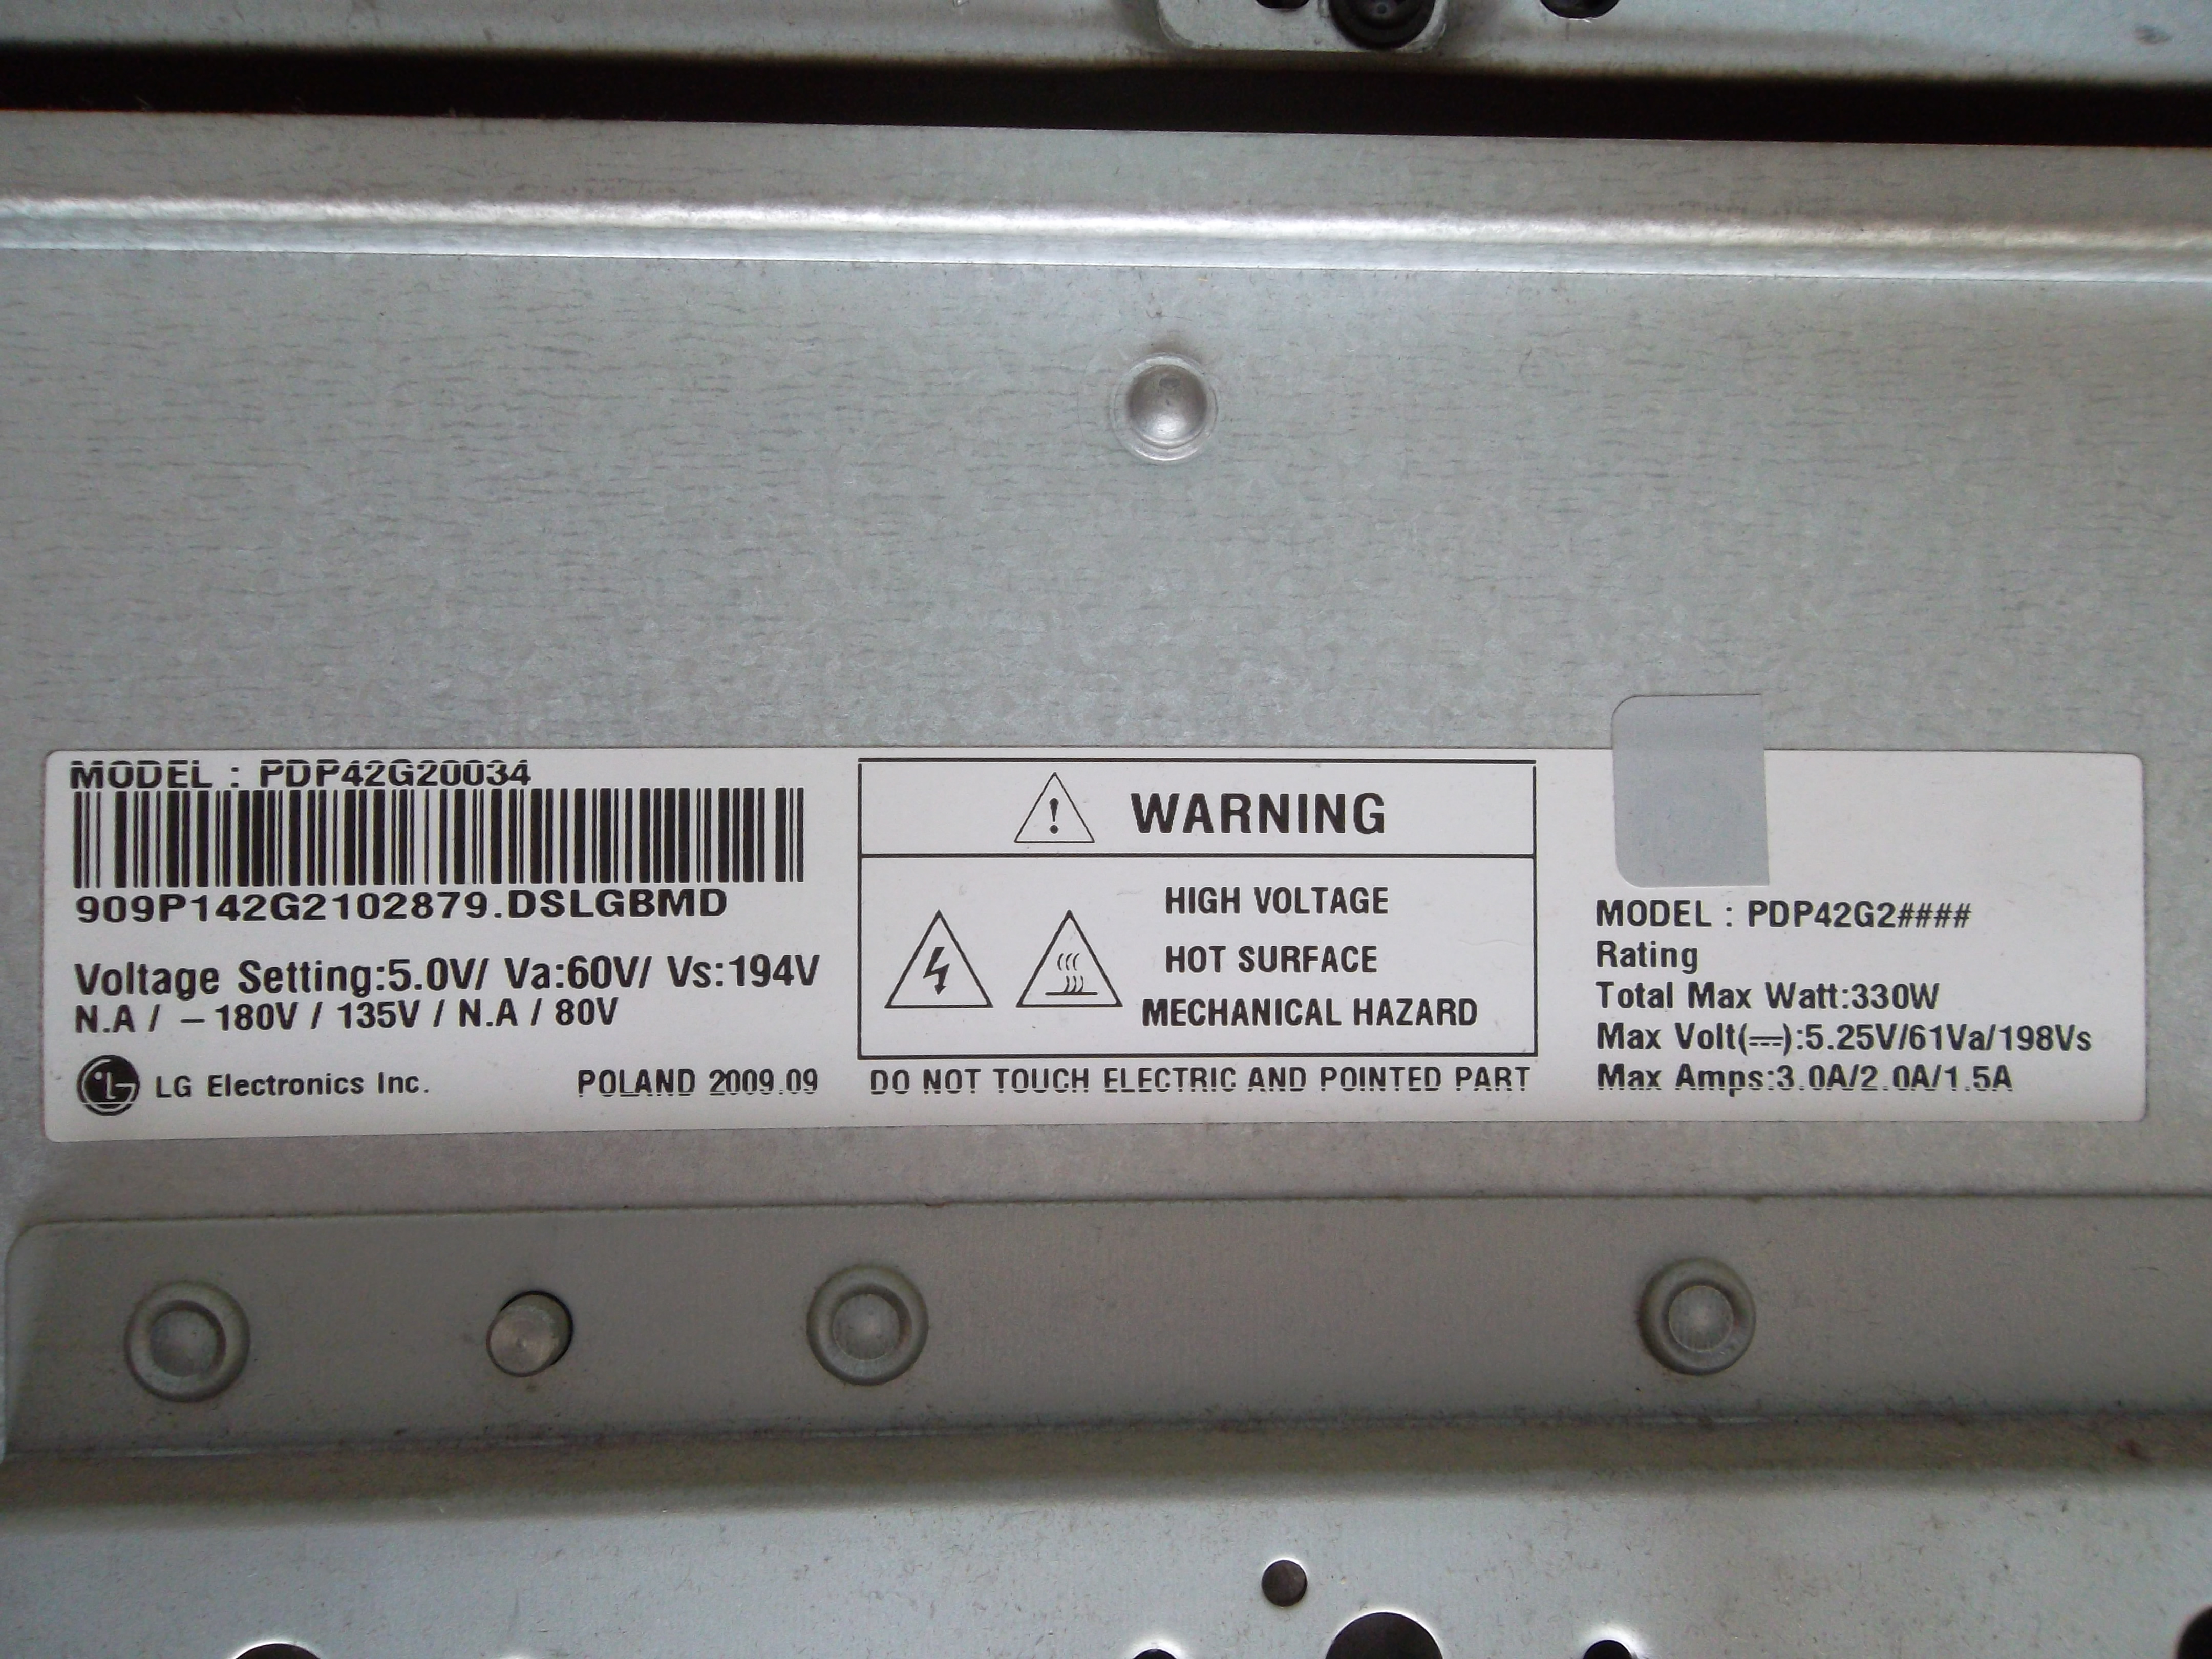 MODEL : PDP42G20034
909P142G2102879.DSLGBMD
Voltage Setting:5.0V/ Va:60V/ Vs:194V
N.A / -180V / 135V / N.A / 80V
LG Electronics Inc. POLAND 2009.09
WARNING
HIGH VOLTAGE
HOT SURFACE
MECHANICAL HAZARD
DO NOT TOUCH ELECTRIC AND POINTED PART
MODEL : PDP42G2####
Rating
Total Max Watt:330W
Max Volt(⎓):5.25V/61Va/198Vs
Max Amps:3.0A/2.0A/1.5A